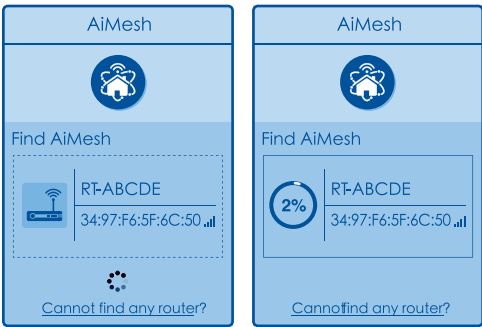 AiMesh
Find AiMesh
RT-ABCDE
34:97:F6:5F:6C:50
Cannot find any router?
AiMesh
Find AiMesh
2%
RT-ABCDE
34:97:F6:5F:6C:50
Cannotfind any router?